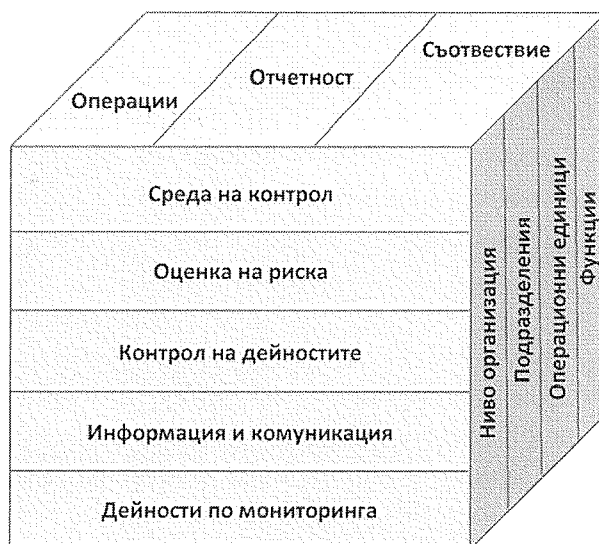 Операции
Отчетност
Съотвествие
Среда на контрол
Оценка на риска
Контрол на дейностите
Информация и комуникация
Дейности по мониторинга
Ниво организация
Подразделения
Операционни единици
Функции